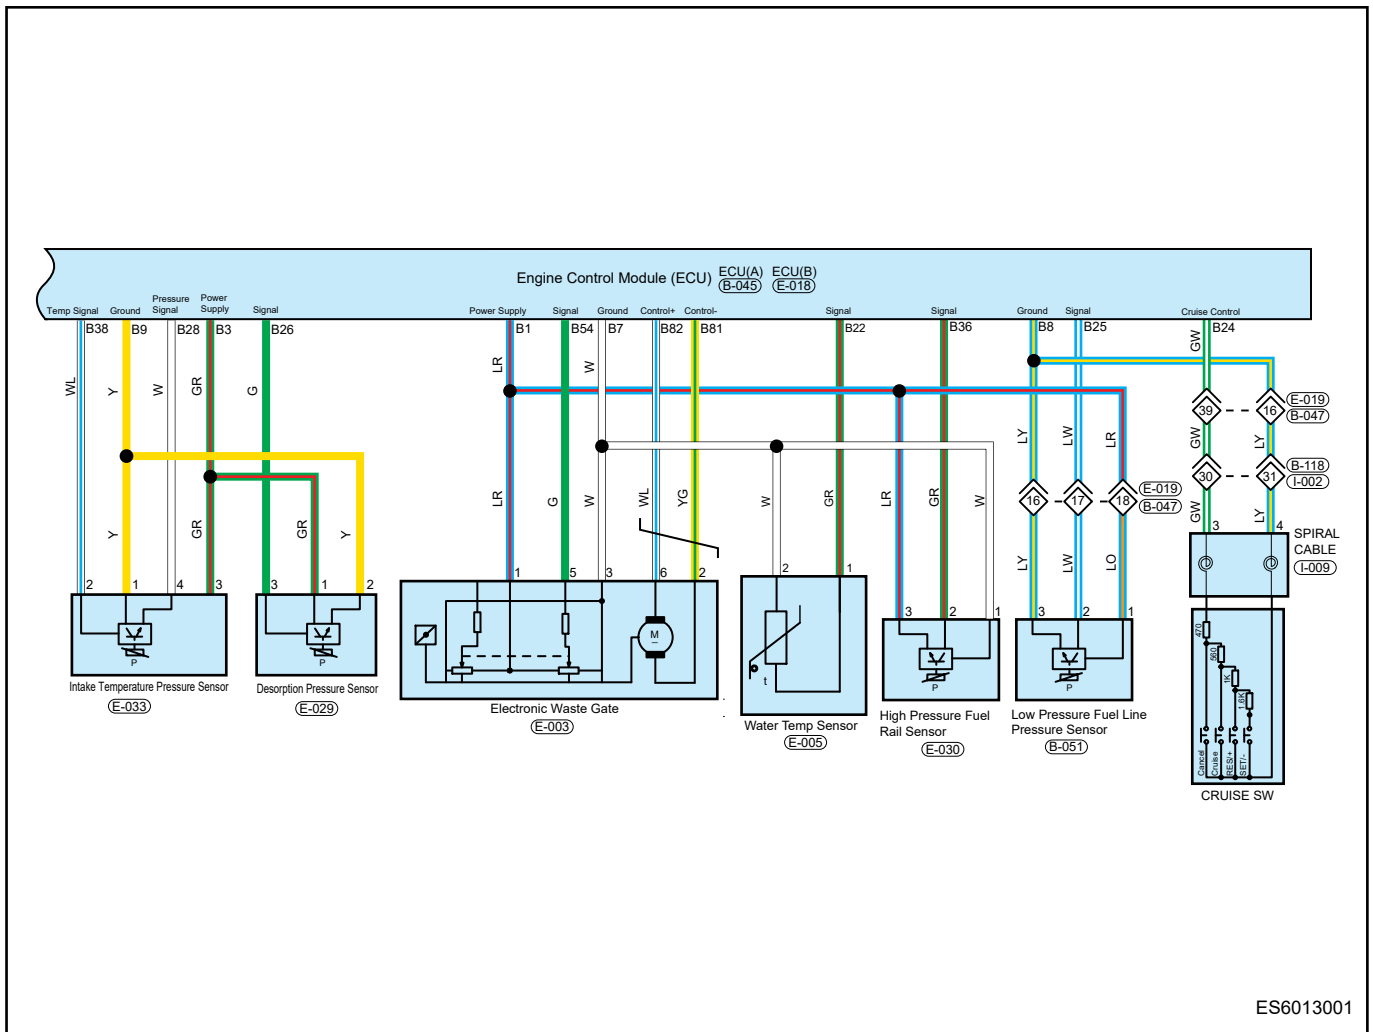 Engine Control Module (ECU) ECU(A) ECU(B)
B-045 E-018
Temp Signal Ground Pressure Signal Power Supply Signal Power Supply Signal Ground Control+ Control- Signal Signal Ground Signal Cruise Control
B38 B9 B28 B3 B26 B1 B54 B7 B82 B81 B22 B36 B8 B25 B24
GW
LR W
WL Y W GR G
39 16 E-019
B-047
LY LW LR GW LY
30 31 B-118
I-002
LR G W WL YG W GR LR GR W
16 17 18 E-019
B-047
GW LY
Y GR GR Y
LY LW LO
3 4 SPIRAL
CABLE
I-009
2 1 4 3 3 1 2
1 5 3 6 2
2 1
3 2 1
3 2 1
M
t
P P P P
470
560
1K
1.6K
Cancel
Cruise
RES/+
SET/-
Intake Temperature Pressure Sensor
E-033
Desorption Pressure Sensor
E-029
Electronic Waste Gate
E-003
Water Temp Sensor
E-005
High Pressure Fuel
Rail Sensor
E-030
Low Pressure Fuel Line
Pressure Sensor
B-051
CRUISE SW
ES6013001